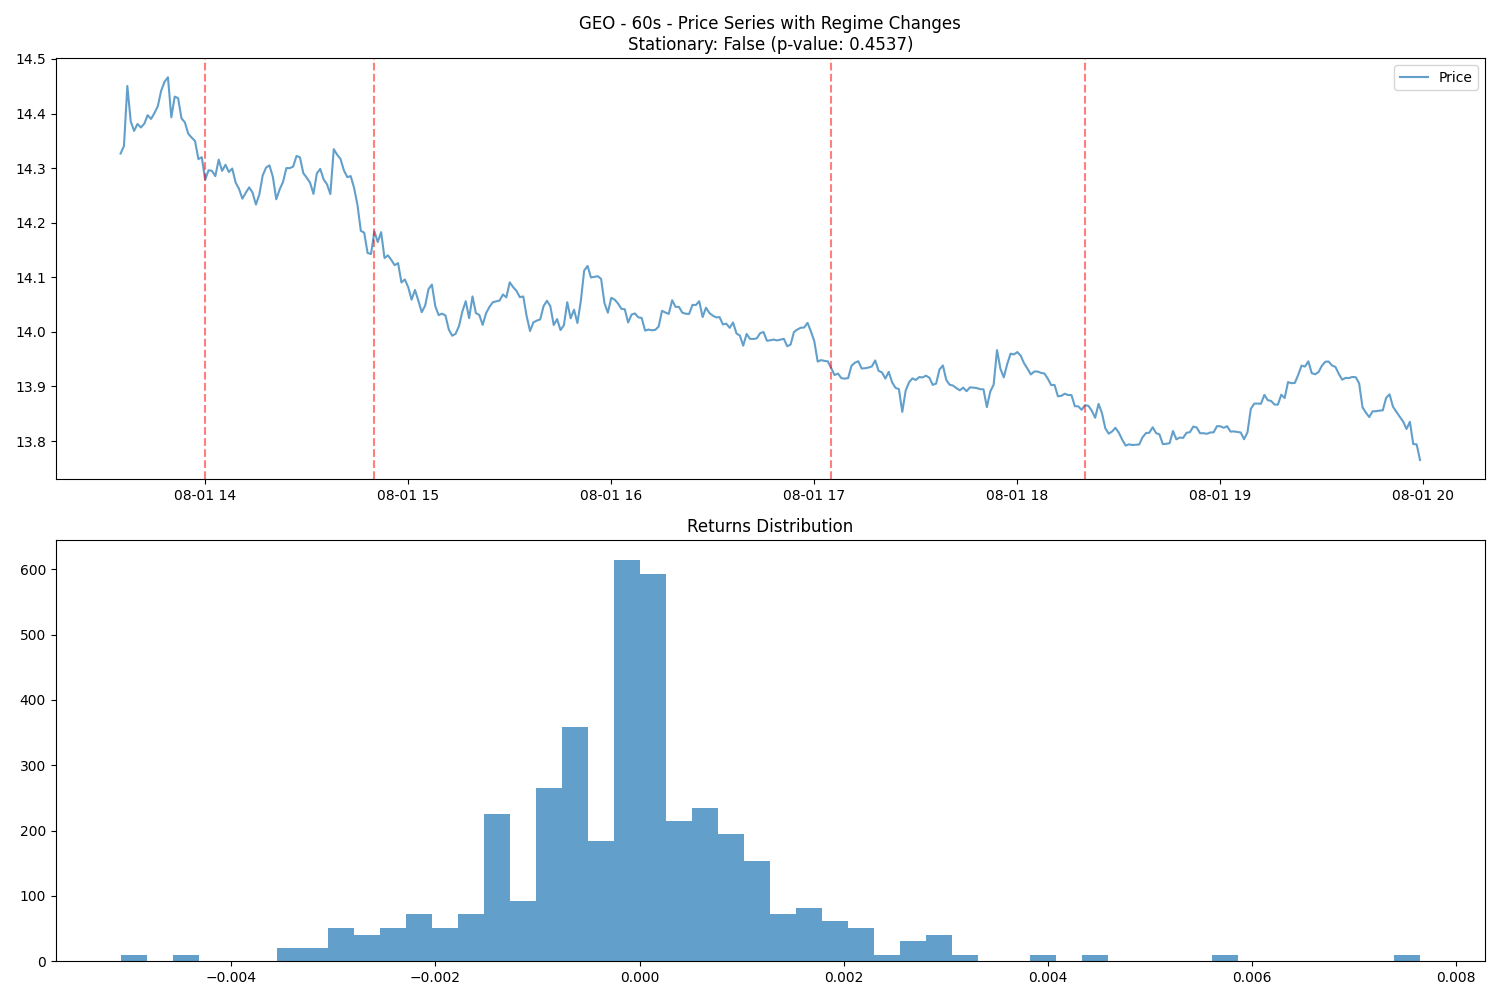 GEO - 60s - Price Series with Regime Changes
Stationary: False (p-value: 0.4537)
Price
14.5
14.4
14.3
14.2
14.1
14.0
13.9
13.8
08-01 14 08-01 15 08-01 16 08-01 17 08-01 18 08-01 19 08-01 20
Returns Distribution
600
500
400
300
200
100
0
−0.004 −0.002 0.000 0.002 0.004 0.006 0.008